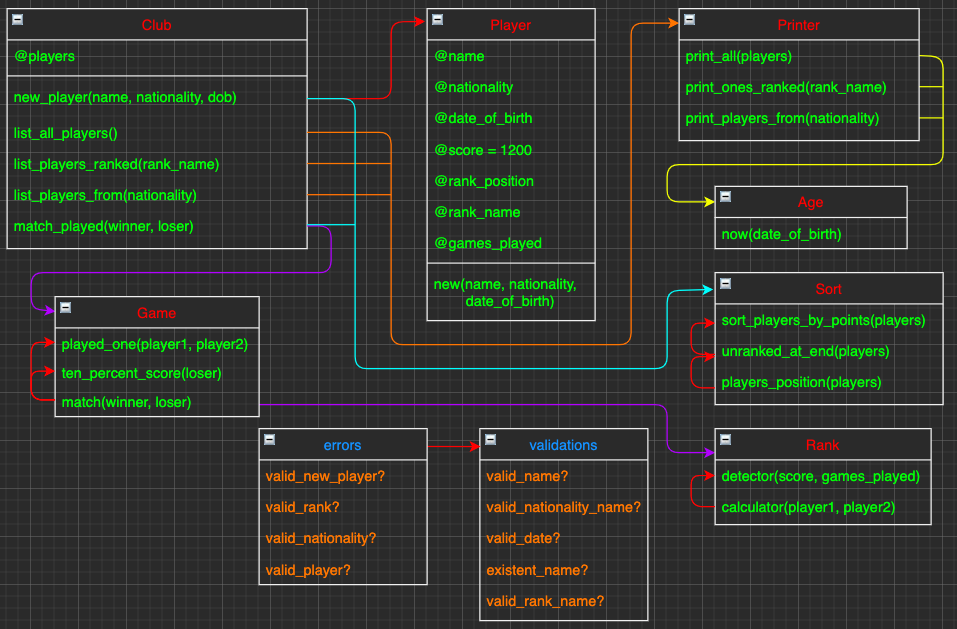 Club
@players
new_player(name, nationality, dob)
list_all_players()
list_players_ranked(rank_name)
list_players_from(nationality)
match_played(winner, loser)
Player
@name
@nationality
@date_of_birth
@score = 1200
@rank_position
@rank_name
@games_played
new(name, nationality,
date_of_birth)
Printer
print_all(players)
print_ones_ranked(rank_name)
print_players_from(nationality)
Age
now(date_of_birth)
Game
played_one(player1, player2)
ten_percent_score(loser)
match(winner, loser)
Sort
sort_players_by_points(players)
unranked_at_end(players)
players_position(players)
errors
valid_new_player?
valid_rank?
valid_nationality?
valid_player?
validations
valid_name?
valid_nationality_name?
valid_date?
existent_name?
valid_rank_name?
Rank
detector(score, games_played)
calculator(player1, player2)